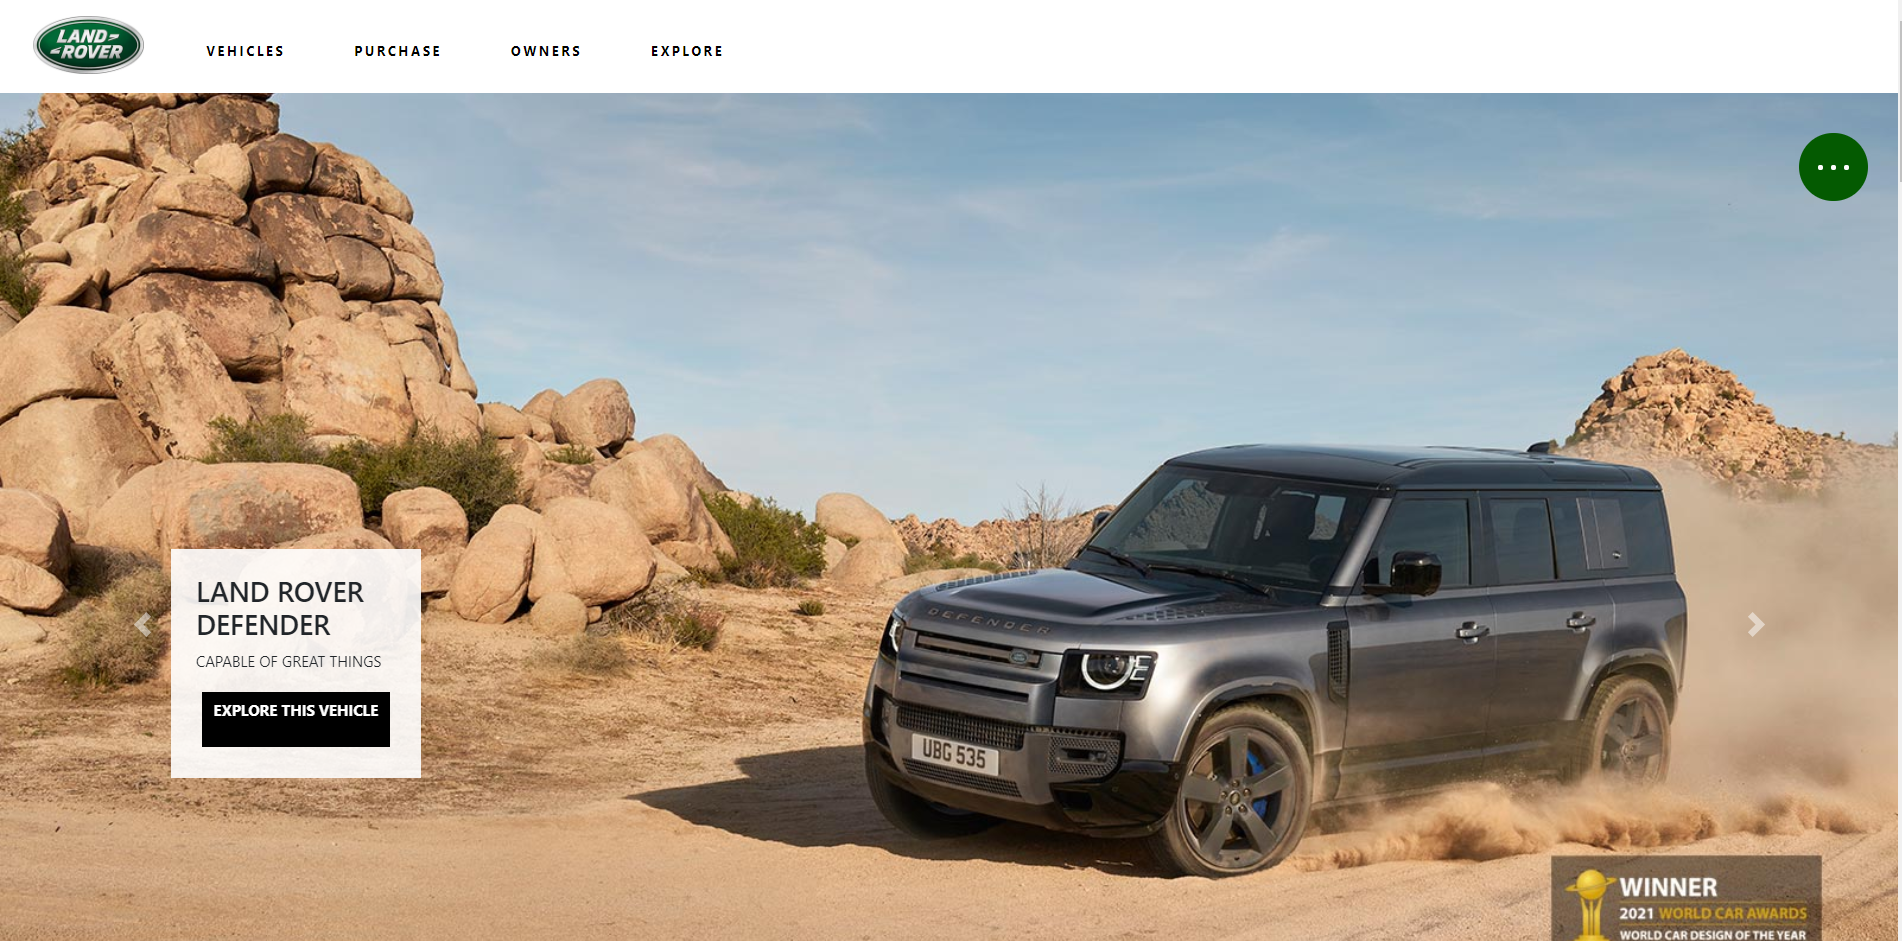 LAND
ROVER
VEHICLES
PURCHASE
OWNERS
EXPLORE
LAND ROVER
DEFENDER
CAPABLE OF GREAT THINGS
EXPLORE THIS VEHICLE
DEFENDER
UBG 535
WINNER
2021 WORLD CAR AWARDS
WORLD CAR DESIGN OF THE YEAR